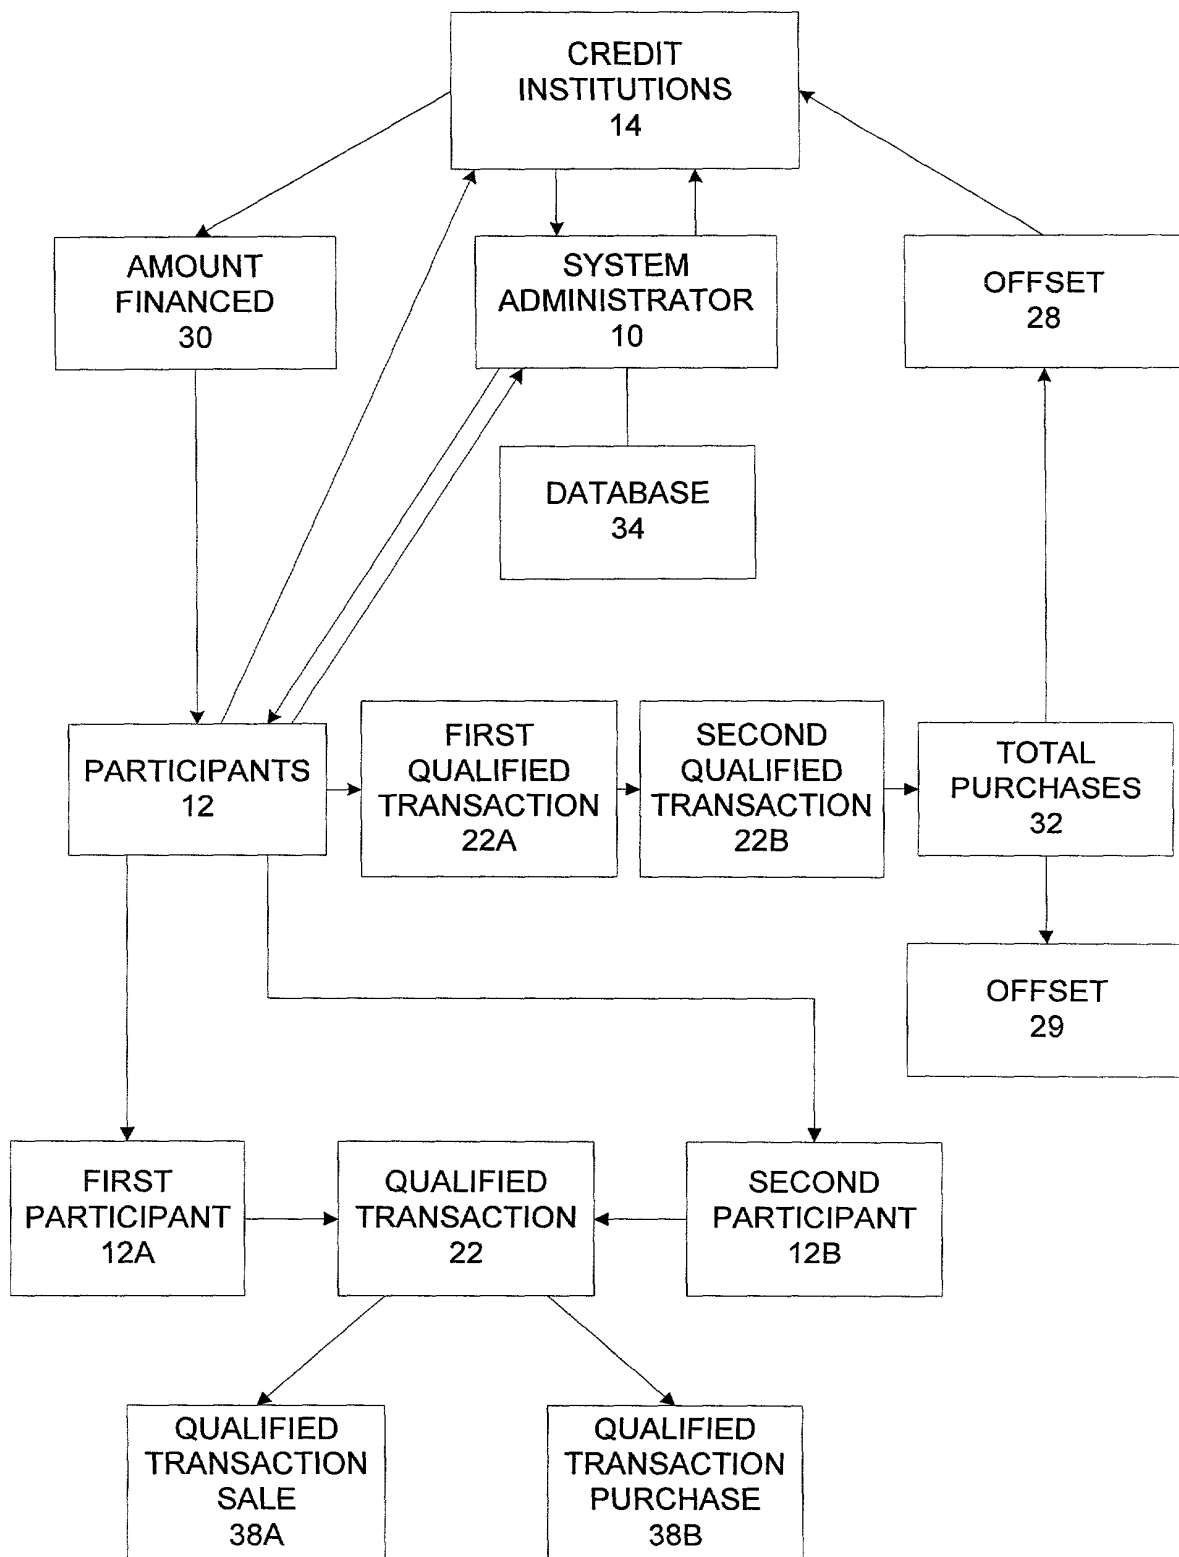 CREDIT
INSTITUTIONS
14
AMOUNT
FINANCED
30
SYSTEM
ADMINISTRATOR
10
OFFSET
28
DATABASE
34
PARTICIPANTS
12
FIRST
QUALIFIED
TRANSACTION
22A
SECOND
QUALIFIED
TRANSACTION
22B
TOTAL
PURCHASES
32
OFFSET
29
FIRST
PARTICIPANT
12A
QUALIFIED
TRANSACTION
22
SECOND
PARTICIPANT
12B
QUALIFIED
TRANSACTION
SALE
38A
QUALIFIED
TRANSACTION
PURCHASE
38B